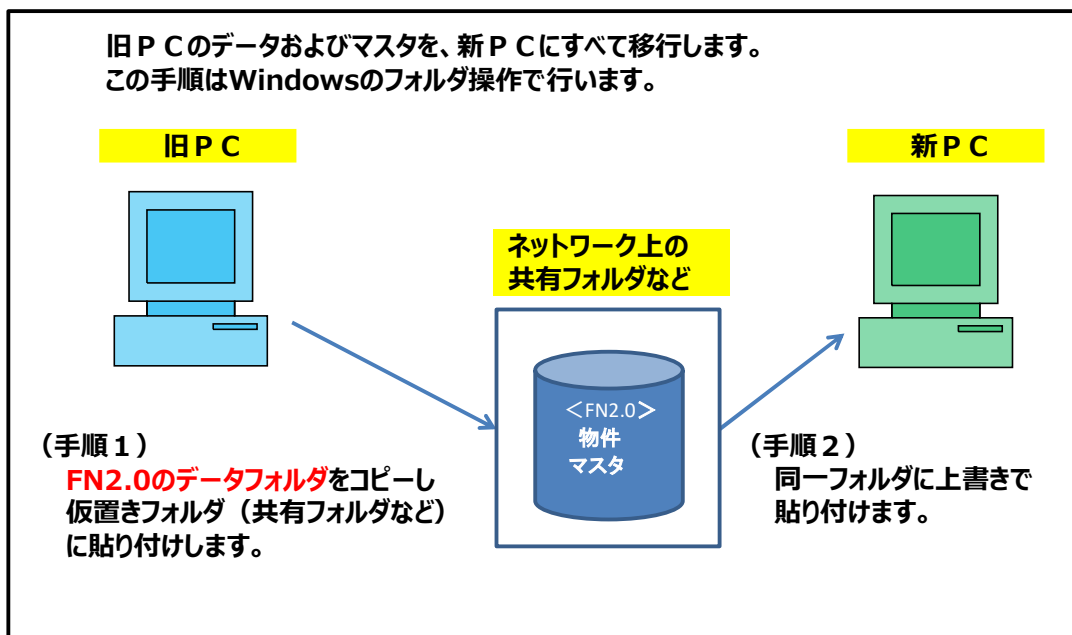 旧ＰＣのデータおよびマスタを、新ＰＣにすべて移行します。
この手順はWindowsのフォルダ操作で行います。
旧ＰＣ
新ＰＣ
ネットワーク上の
共有フォルダなど
＜FN2.0＞
物件
マスタ
（手順１）
FN2.0のデータフォルダをコピーし
仮置きフォルダ（共有フォルダなど）
に貼り付けします。
（手順２）
同一フォルダに上書きで
貼り付けます。